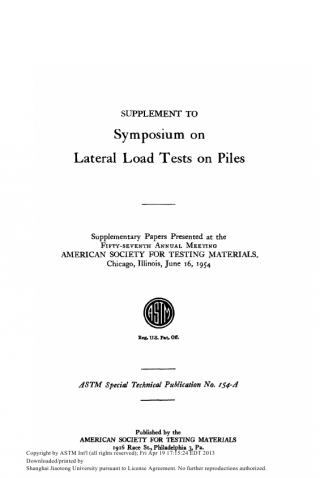 SUPPLEMENT TO
Symposium on
Lateral Load Tests on Piles
Supplementary Papers Presented at the
FIFTY-SEVENTH ANNUAL MEETING
AMERICAN SOCIETY FOR TESTING MATERIALS.
Chicago, Illinois, June 16, 1954
ASTM
Reg. U.S. Pat. Off.
ASTM Special Technical Publication No. 154-A
Published by the
AMERICAN SOCIETY FOR TESTING MATERIALS
1916 Race St., Philadelphia 3, Pa.
Copyright by ASTM Int'l (all rights reserved); Fri Apr 19 17:15:24 EDT 2013
Downloaded/printed by
Shanghai Jiaotong University pursuant to License Agreement. No further reproductions authorized.